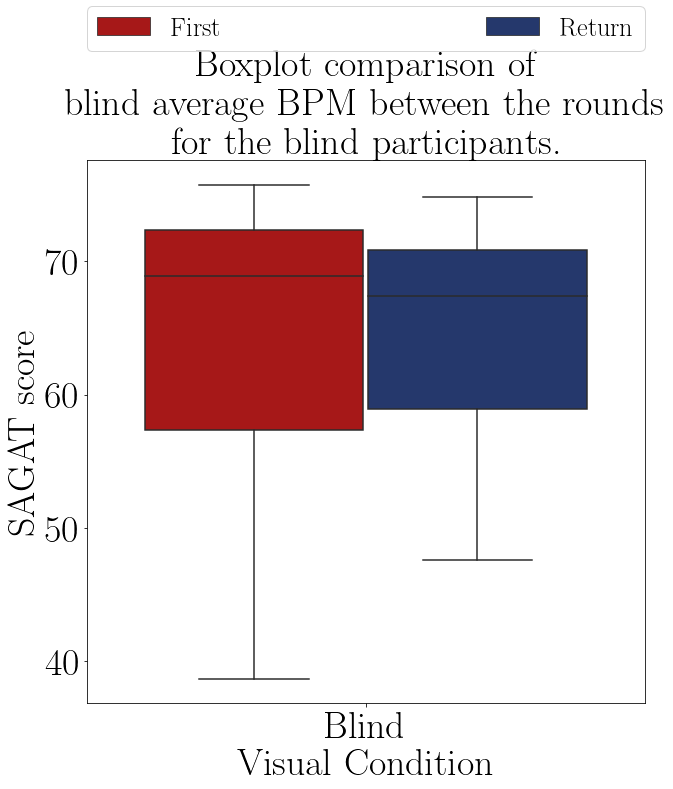 First
Return
Boxplot comparison of
blind average BPM between the rounds
for the blind participants.
70
60
50
40
SAGAT score
Blind
Visual Condition